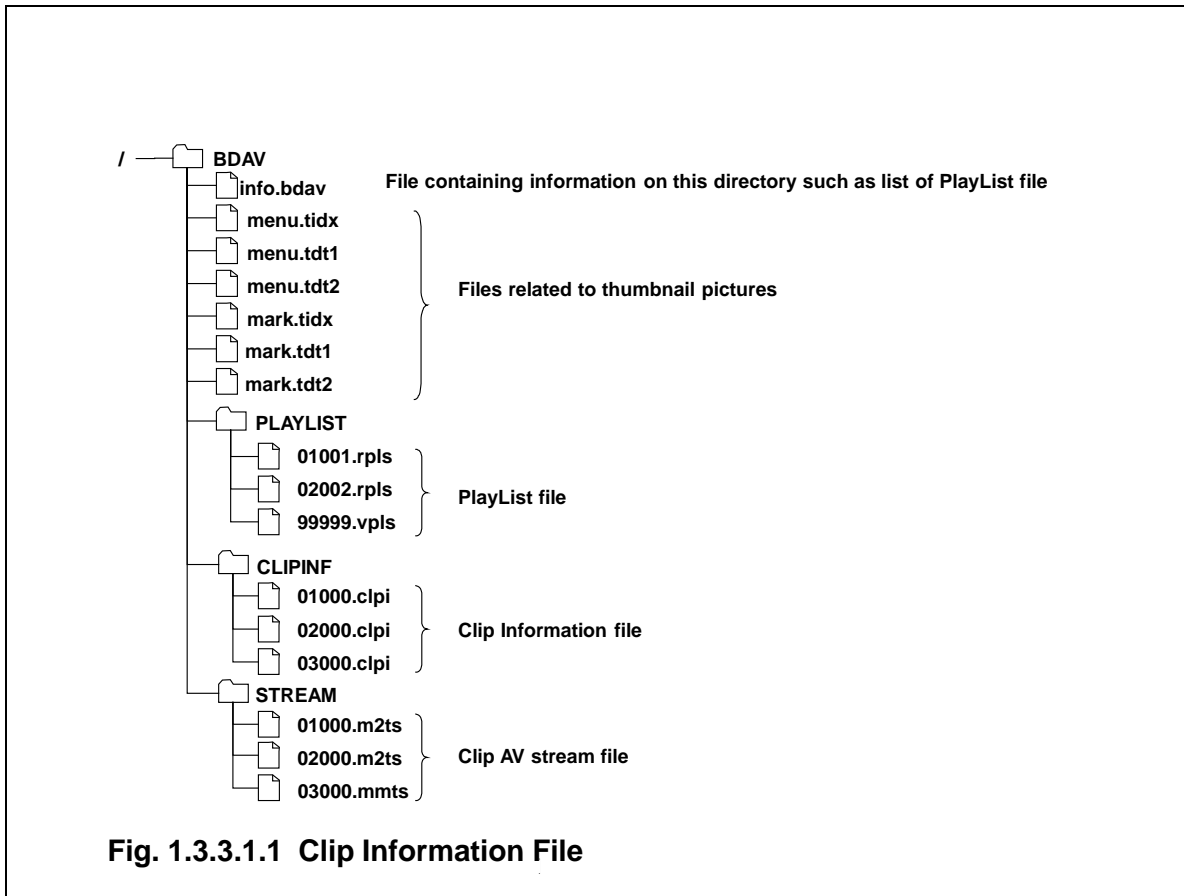 / BDAV
info.bdav File containing information on this directory such as list of PlayList file
menu.tidx
menu.tdt1
menu.tdt2
Files related to thumbnail pictures
mark.tidx
mark.tdt1
mark.tdt2
PLAYLIST
01001.rpls
02002.rpls
PlayList file
99999.vpls
CLIPINF
01000.clpi
02000.clpi Clip Information file
03000.clpi
STREAM
01000.m2ts
02000.m2ts Clip AV stream file
03000.mmts
Fig. 1.3.3.1.1 Clip Information File